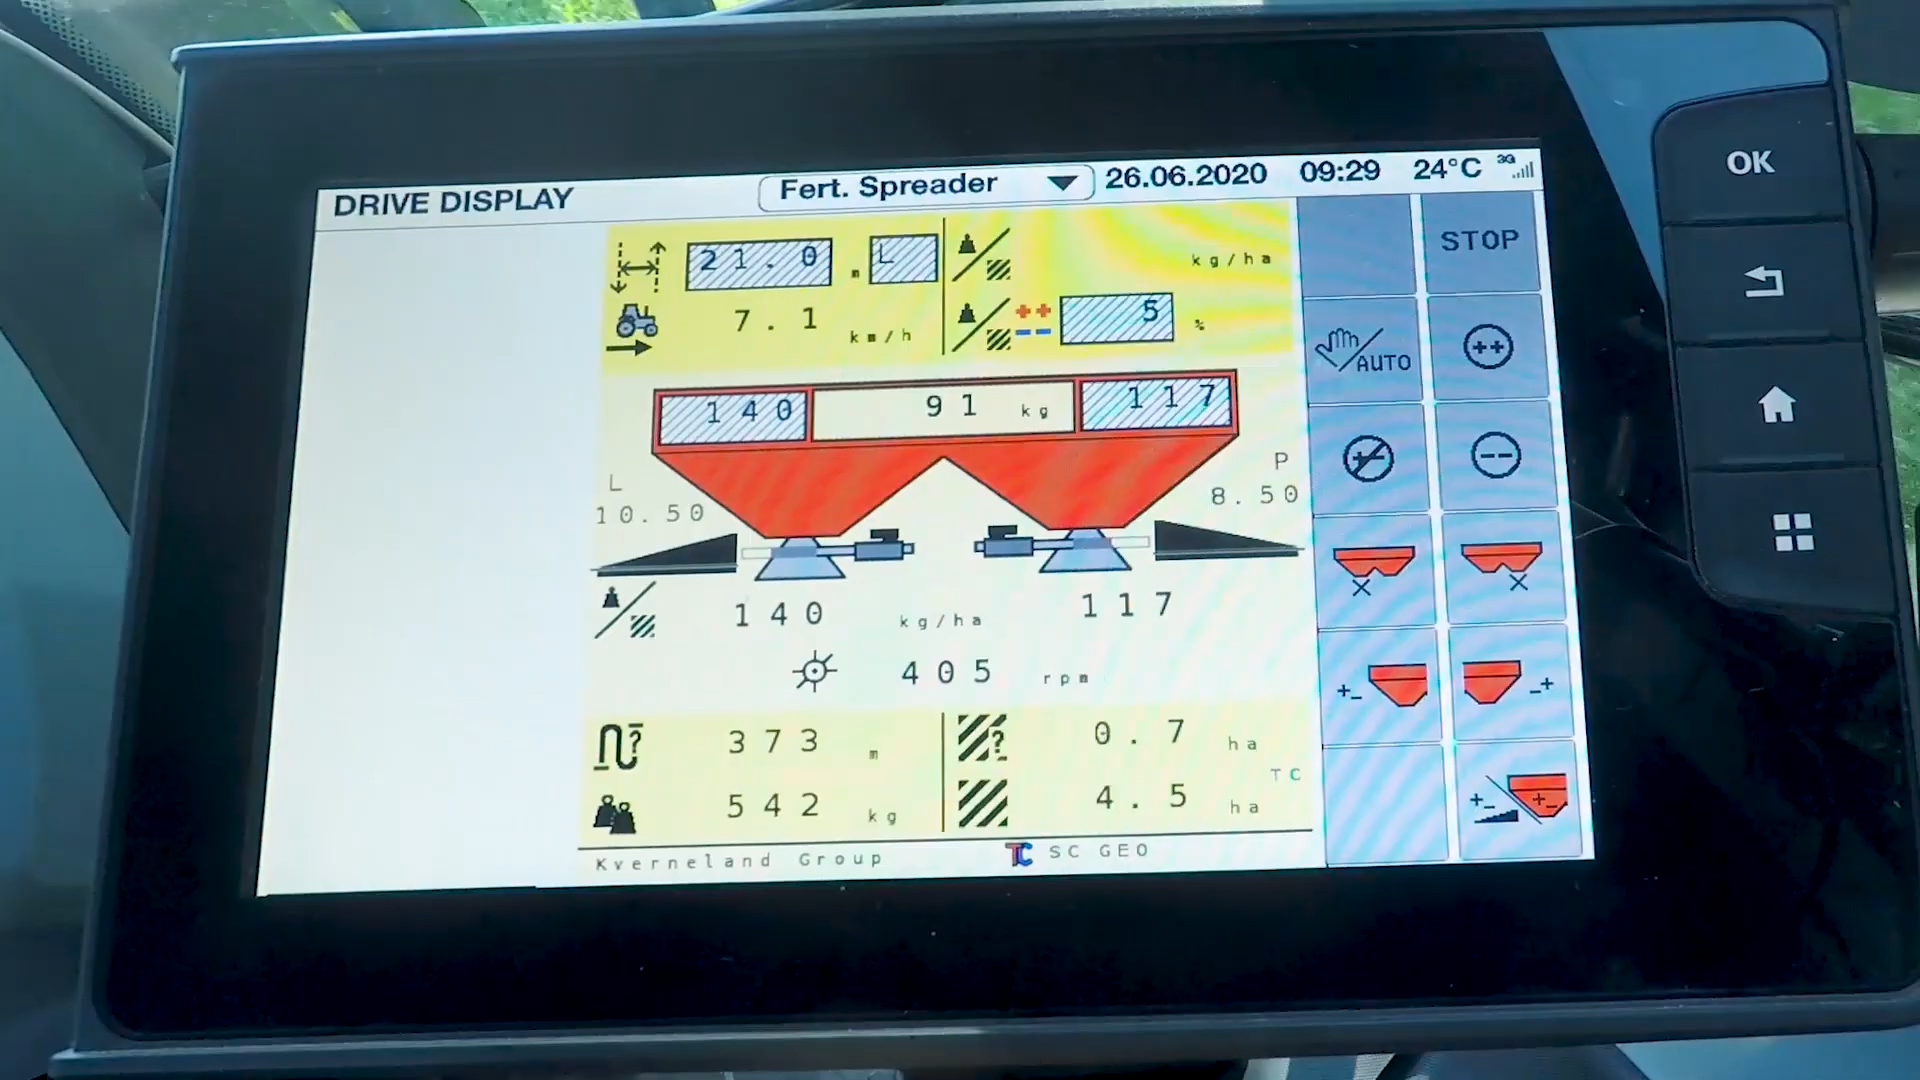 DRIVE DISPLAY Fert. Spreader 26.06.2020 09:29 24°C 3G
21.0 m L kg/ha STOP OK
7.1 km/h ++ -- 5 %
AUTO ++
140 91 kg 117
--
L P
10.50 8.50
140 kg/ha 117
405 rpm
+- -+
373 m ? 0.7 ha
TC
542 kg 4.5 ha
+- +-
Kverneland Group TC SC GEO